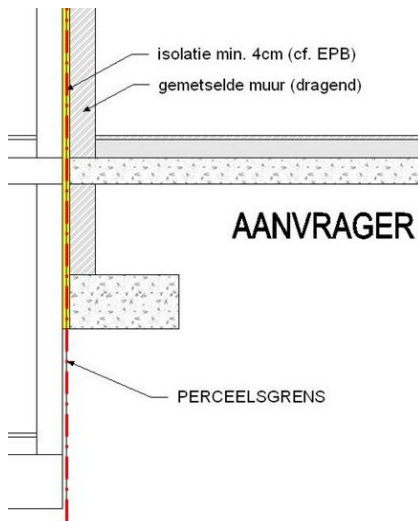 isolatie min. 4cm (cf. EPB)
gemetselde muur (dragend)
AANVRAGER
PERCEELSGRENS